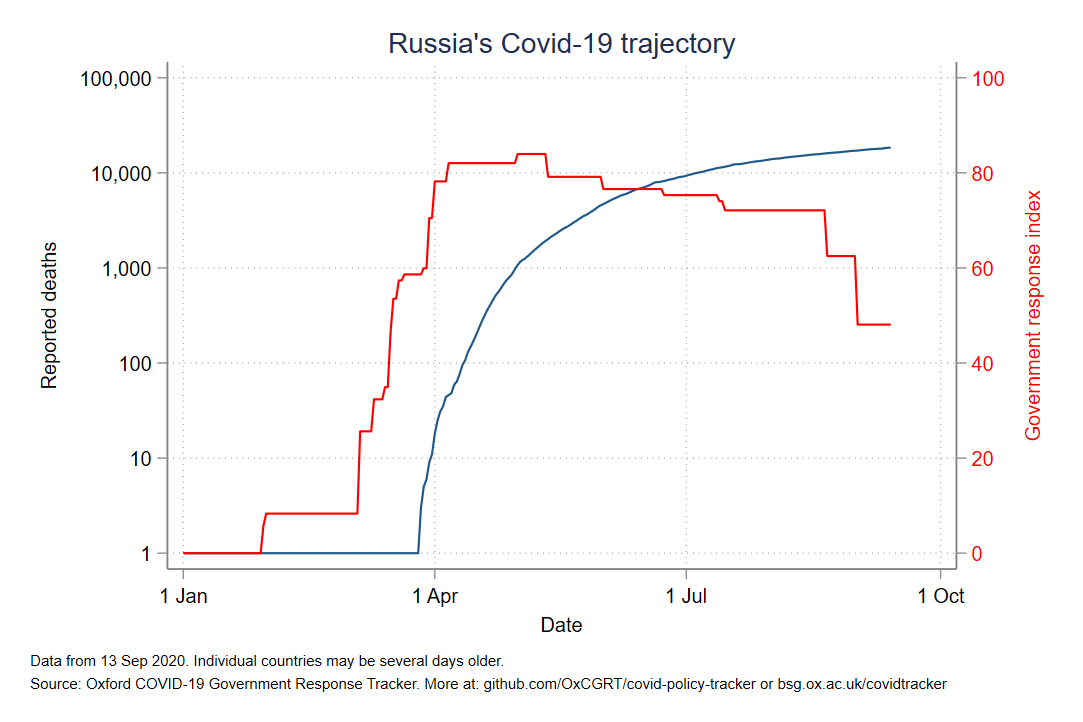 Russia's Covid-19 trajectory
100,000
10,000
1,000
100
10
1
Reported deaths
100
80
60
40
20
0
Government response index
1 Jan
1 Apr
1 Jul
1 Oct
Date
Data from 13 Sep 2020. Individual countries may be several days older.
Source: Oxford COVID-19 Government Response Tracker. More at: github.com/OxCGRT/covid-policy-tracker or bsg.ox.ac.uk/covidtracker